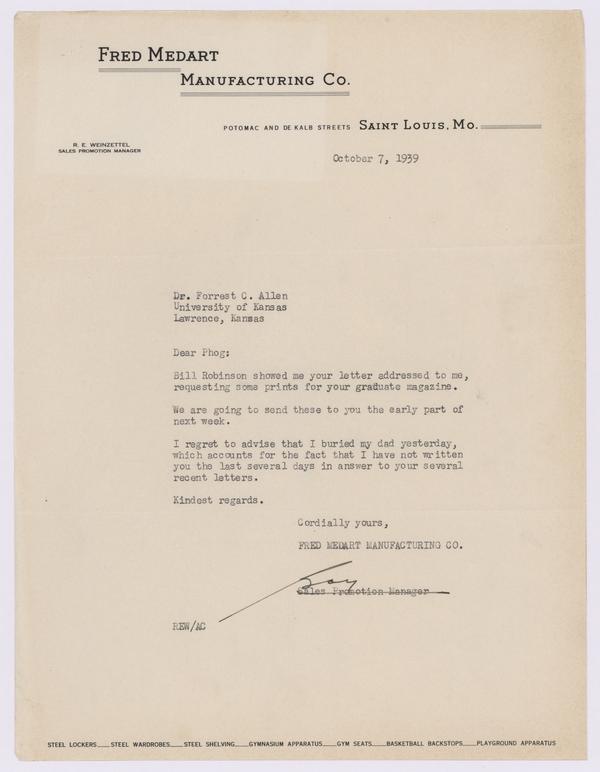 FRED MEDART
MANUFACTURING CO.
POTOMAC AND DE KALB STREETS SAINT LOUIS, MO.
R. E. WEINZETTEL
SALES PROMOTION MANAGER
October 7, 1939
Dr. Forrest C. Allen
University of Kansas
Lawrence, Kansas
Dear Phog:
Bill Robinson showed me your letter addressed to me,
requesting some prints for your graduate magazine.
We are going to send these to you the early part of
next week.
I regret to advise that I buried my dad yesterday,
which accounts for the fact that I have not written
you the last several days in answer to your several
recent letters.
Kindest regards.
Cordially yours,
FRED MEDART MANUFACTURING CO.
Ray
Sales Promotion Manager
REW/AC
STEEL LOCKERS STEEL WARDROBES STEEL SHELVING GYMNASIUM APPARATUS GYM SEATS BASKETBALL BACKSTOPS PLAYGROUND APPARATUS